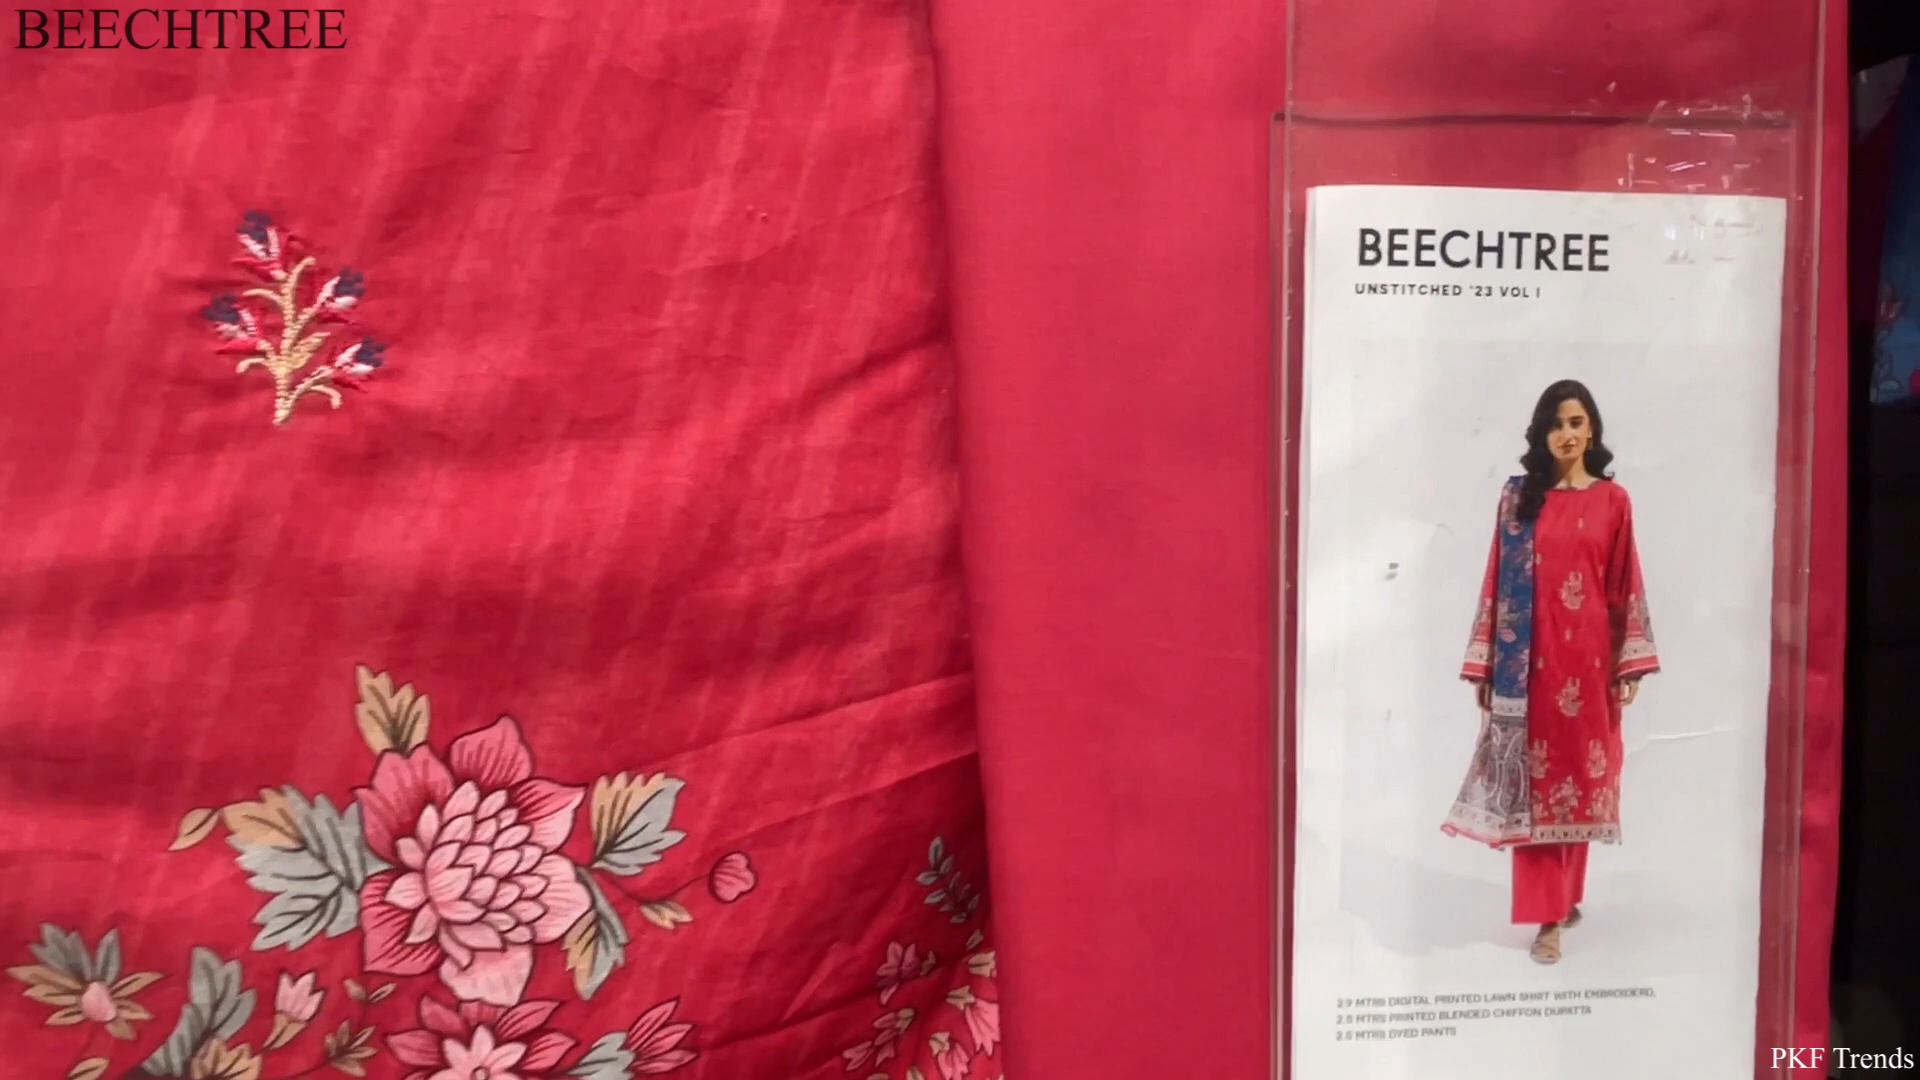 BEECHTREE
BEECHTREE
UNSTITCHED '23 VOL I
2.9 MTRS DIGITAL PRINTED LAWN SHIRT WITH EMBROIDERD,
2.5 MTRS PRINTED BLENDED CHIFFON DUPATTA
2.5 MTRS DYED PANTS
PKF Trends